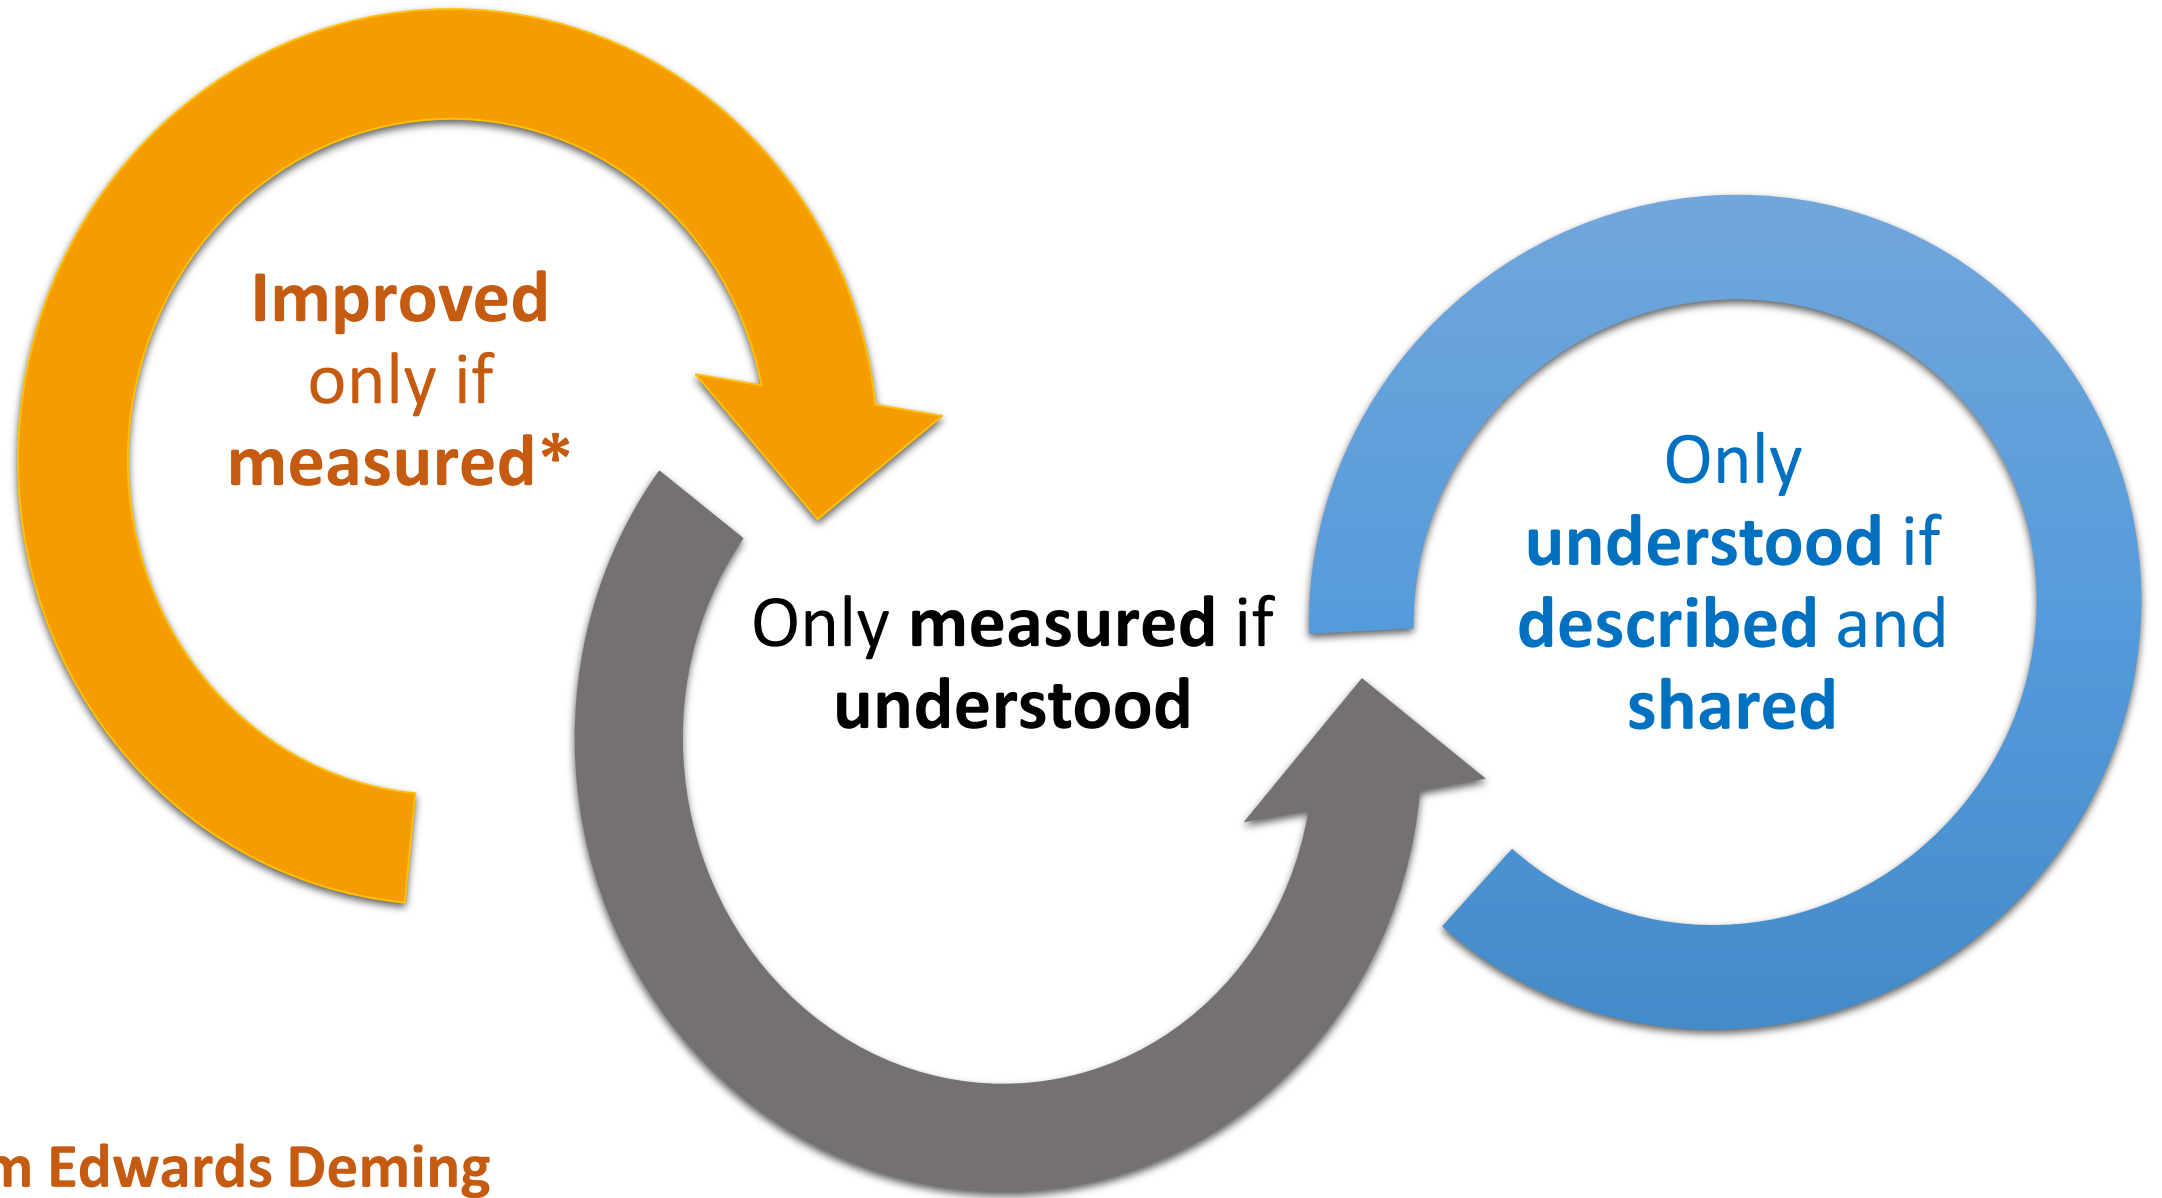 Improved
only if
measured*
Only measured if
understood
Only
understood if
described and
shared
m Edwards Deming